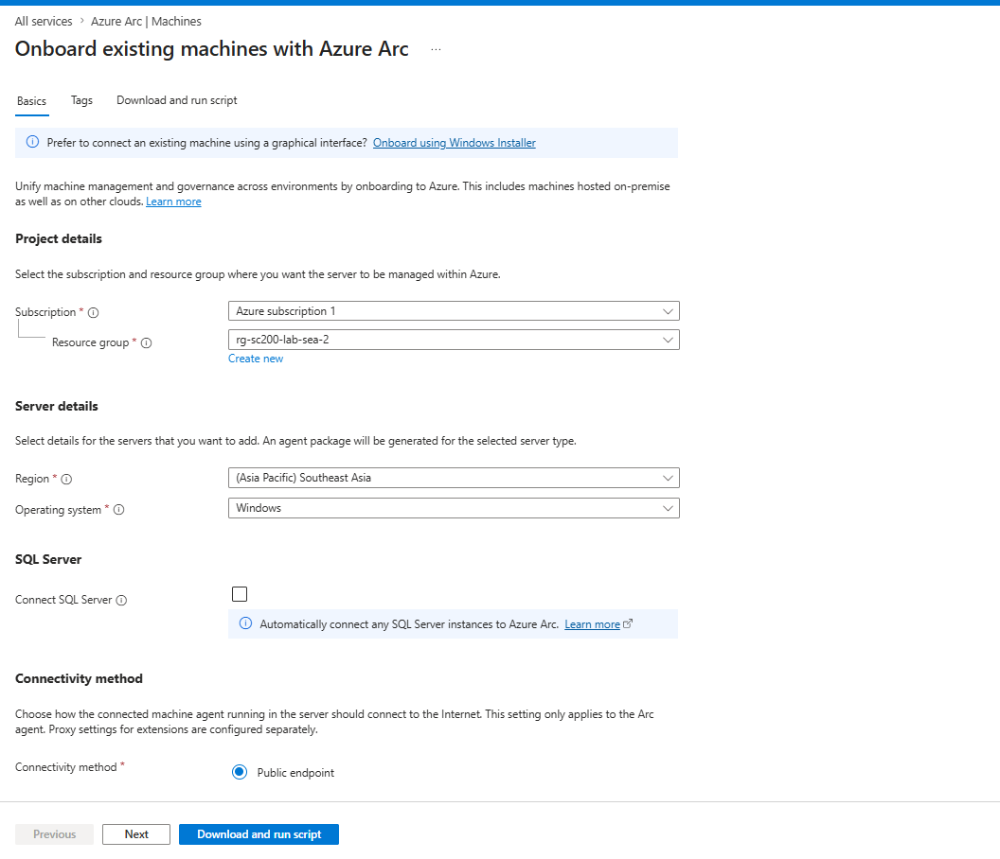 All services > Azure Arc | Machines
Onboard existing machines with Azure Arc ...
Basics Tags Download and run script
Prefer to connect an existing machine using a graphical interface? Onboard using Windows Installer
Unify machine management and governance across environments by onboarding to Azure. This includes machines hosted on-premise
as well as on other clouds. Learn more
Project details
Select the subscription and resource group where you want the server to be managed within Azure.
Subscription * Azure subscription 1
Resource group * rg-sc200-lab-sea-2
Create new
Server details
Select details for the servers that you want to add. An agent package will be generated for the selected server type.
Region * (Asia Pacific) Southeast Asia
Operating system * Windows
SQL Server
Connect SQL Server
Automatically connect any SQL Server instances to Azure Arc. Learn more
Connectivity method
Choose how the connected machine agent running in the server should connect to the Internet. This setting only applies to the Arc
agent. Proxy settings for extensions are configured separately.
Connectivity method * Public endpoint
Previous Next Download and run script